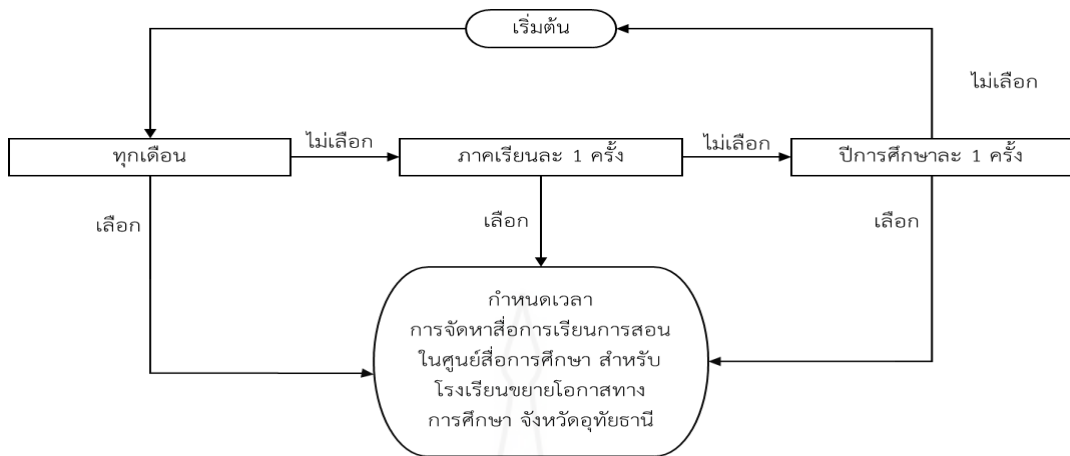 เริ่มต้น
ไม่เลือก
ไม่เลือก
ไม่เลือก
ทุกเดือน
ภาคเรียนละ 1 ครั้ง
ปีการศึกษาละ 1 ครั้ง
เลือก
เลือก
เลือก
กำหนดเวลา
การจัดหาสื่อการเรียนการสอน
ในศูนย์สื่อการศึกษา สำหรับ
โรงเรียนขยายโอกาสทาง
การศึกษา จังหวัดอุทัยธานี